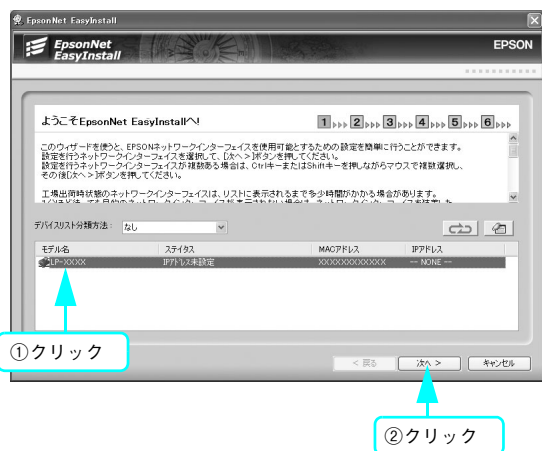 EpsonNet EasyInstall
EpsonNet
EasyInstall
EPSON
ようこそEpsonNet EasyInstallへ!
1 2 3 4 5 6
このウィザードを使うと、EPSONネットワークインターフェイスを使用可能とするための設定を簡単に行うことができます。
設定を行うネットワークインターフェイスを選択して、[次へ>]ボタンを押してください。
設定を行うネットワークインターフェイスが複数ある場合は、CtrlキーまたはShiftキーを押しながらマウスで複数選択し、
その後[次へ>]ボタンを押してください。
工場出荷時状態のネットワークインターフェイスは、リストに表示されるまで多少時間がかかる場合があります。
デバイスリスト分類方法: なし
モデル名 ステイタス MACアドレス IPアドレス
LP-XXXX IPアドレス未設定 XXXXXXXXXXXX -- NONE --
①クリック
< 戻る 次へ > キャンセル
②クリック